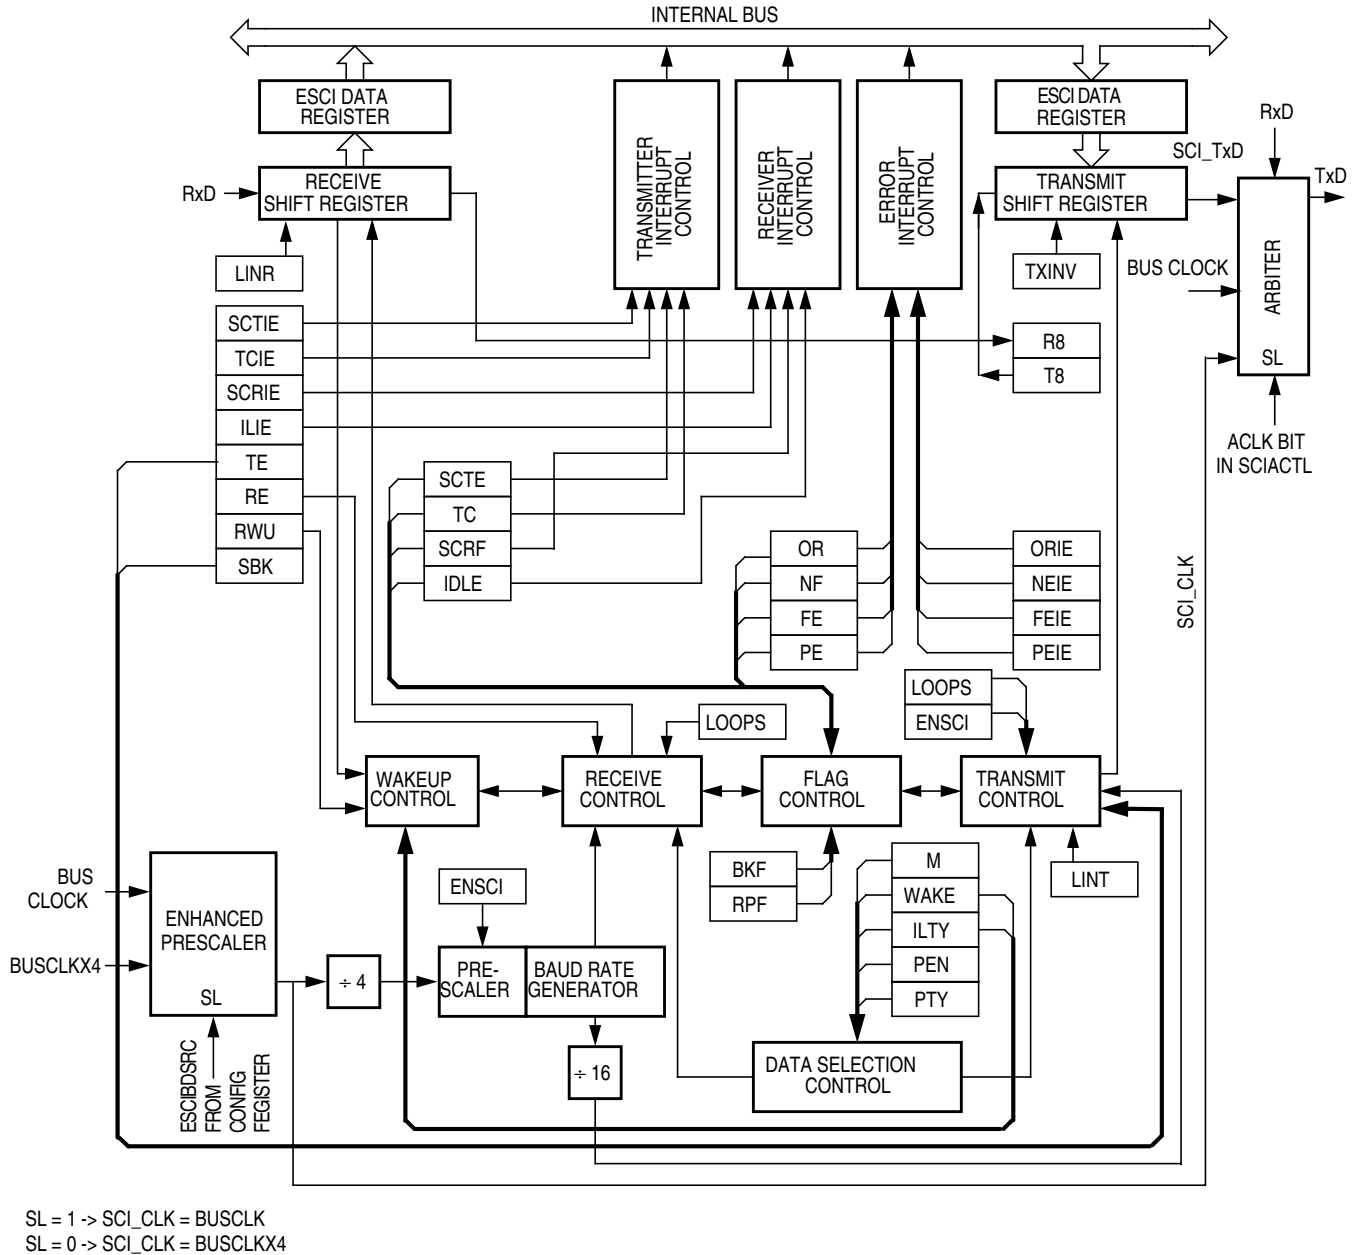 INTERNAL BUS
ESCI DATA
REGISTER
ESCI DATA
REGISTER
TRANSMITTER
INTERRUPT
CONTROL
RECEIVER
INTERRUPT
CONTROL
ERROR
INTERRUPT
CONTROL
RxD
SCI_TxD
TxD
RxD
RECEIVE
SHIFT REGISTER
TRANSMIT
SHIFT REGISTER
LINR
TXINV
BUS CLOCK
ARBITER
SL
ACLK BIT
IN SCIACTL
SCTIE
TCIE
SCRIE
ILIE
TE
RE
RWU
SBK
R8
T8
SCTE
TC
SCRF
IDLE
OR
NF
FE
PE
ORIE
NEIE
FEIE
PEIE
SCI_CLK
LOOPS
ENSCI
LOOPS
WAKEUP
CONTROL
RECEIVE
CONTROL
FLAG
CONTROL
TRANSMIT
CONTROL
BKF
RPF
M
WAKE
ILTY
PEN
PTY
LINT
BUS
CLOCK
BUSCLKX4
ENHANCED
PRESCALER
SL
÷ 4
ENSCI
PRE-
SCALER
BAUD RATE
GENERATOR
÷ 16
DATA SELECTION
CONTROL
ESCIBDSRC
FROM
CONFIG
FEGISTER
SL = 1 -> SCI_CLK = BUSCLK
SL = 0 -> SCI_CLK = BUSCLKX4